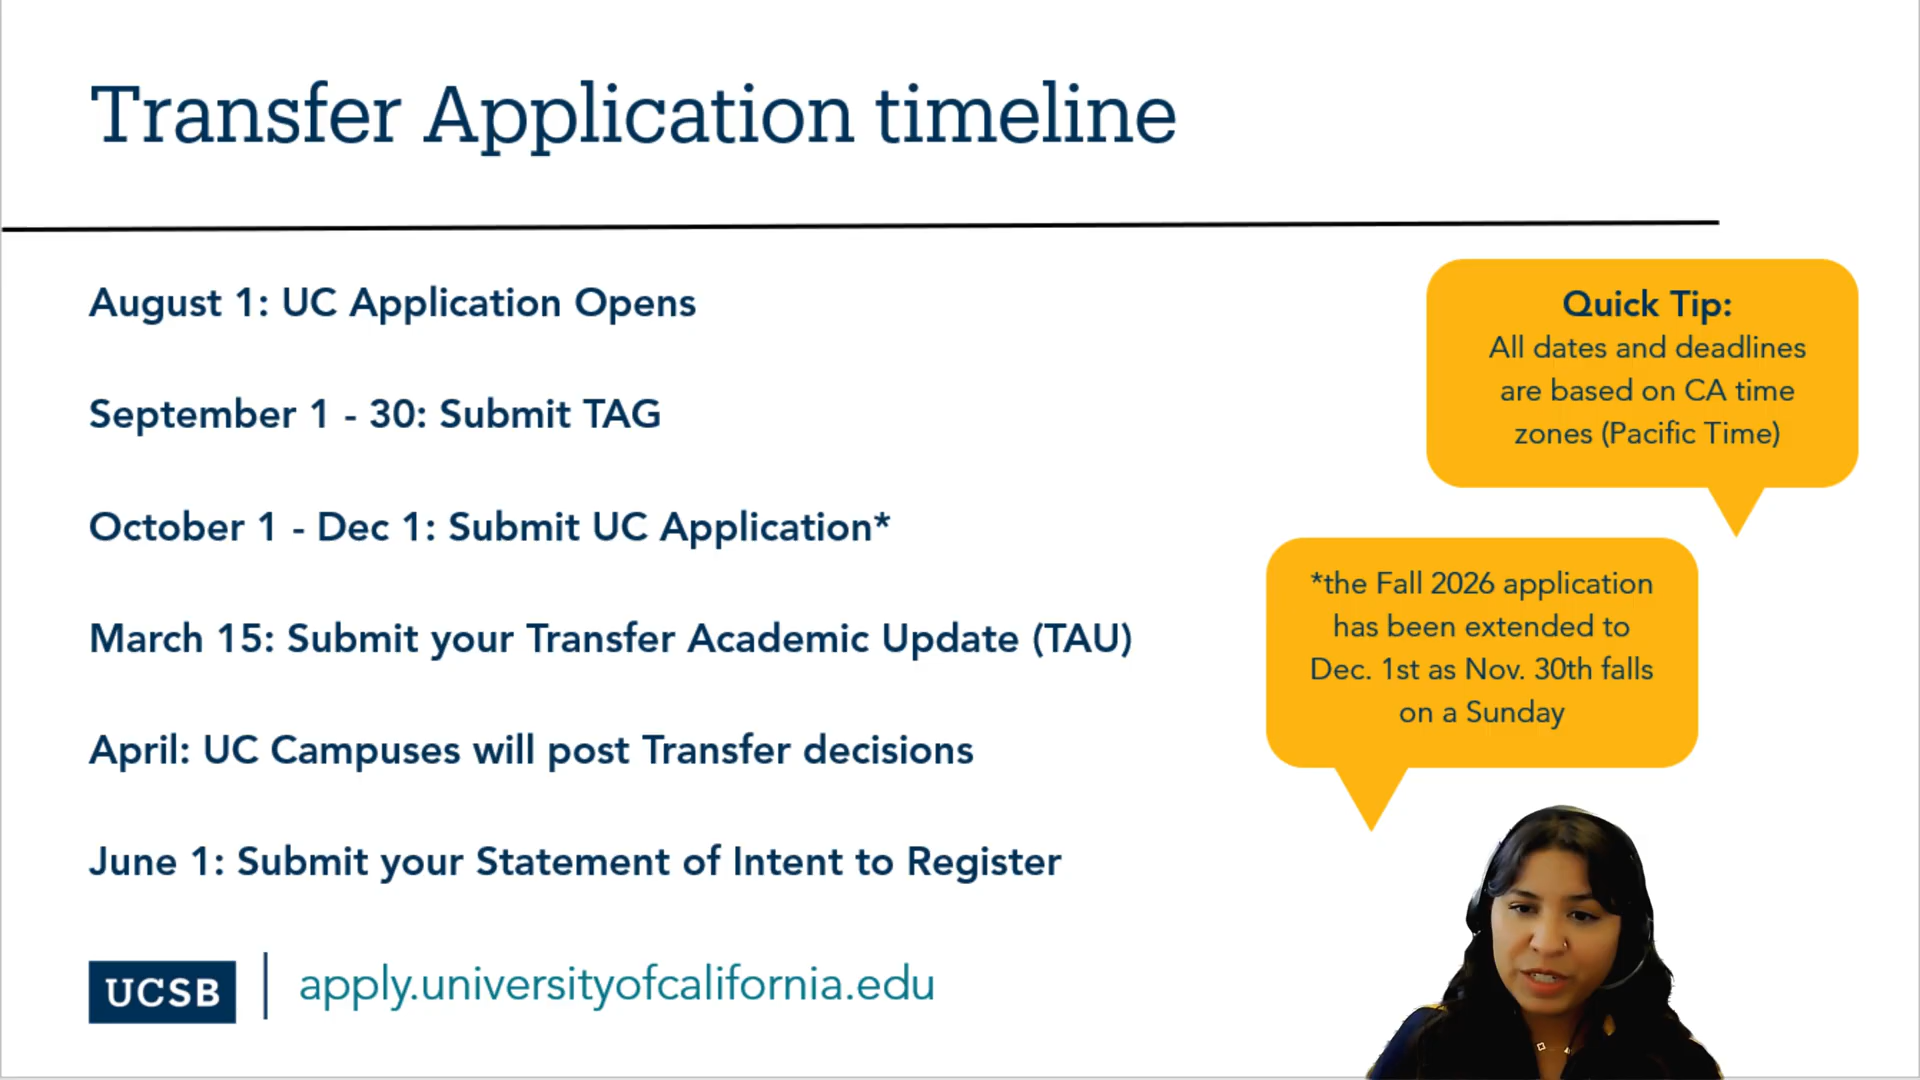 Transfer Application timeline
August 1: UC Application Opens
September 1 - 30: Submit TAG
October 1 - Dec 1: Submit UC Application*
March 15: Submit your Transfer Academic Update (TAU)
April: UC Campuses will post Transfer decisions
June 1: Submit your Statement of Intent to Register
Quick Tip:
All dates and deadlines
are based on CA time
zones (Pacific Time)
*the Fall 2026 application
has been extended to
Dec. 1st as Nov. 30th falls
on a Sunday
UCSB
apply.universityofcalifornia.edu